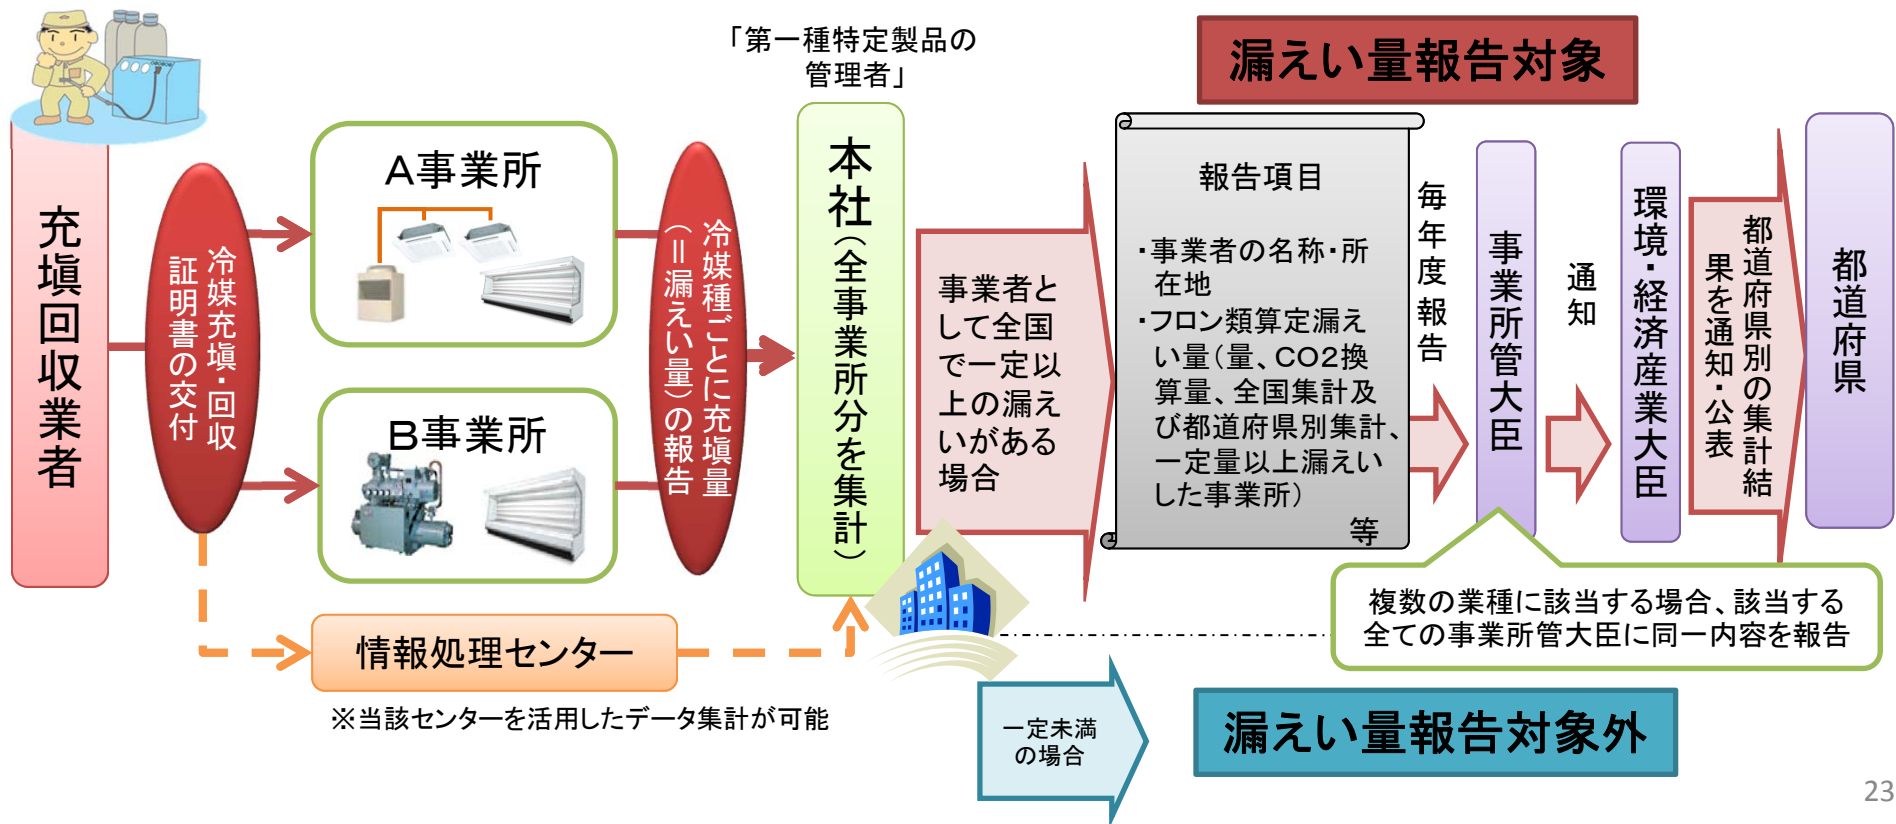 「第一種特定製品の
管理者」
漏えい量報告対象
充塡回収業者
冷媒充塡・回収
証明書の交付
A事業所
B事業所
冷媒種ごとに充塡量
（＝漏えい量）の報告
本社（全事業所分を集計）
事業者と
して全国
で一定以
上の漏え
いがある
場合
報告項目
・事業者の名称・所
在地
・フロン類算定漏え
い量（量、CO2換
算量、全国集計及
び都道府県別集計、
一定量以上漏えい
した事業所）
等
毎年度報告
事業所管大臣
通知
環境・経済産業大臣
都道府県別の集計結
果を通知・公表
都道府県
複数の業種に該当する場合、該当する
全ての事業所管大臣に同一内容を報告
情報処理センター
※当該センターを活用したデータ集計が可能
一定未満
の場合
漏えい量報告対象外
23